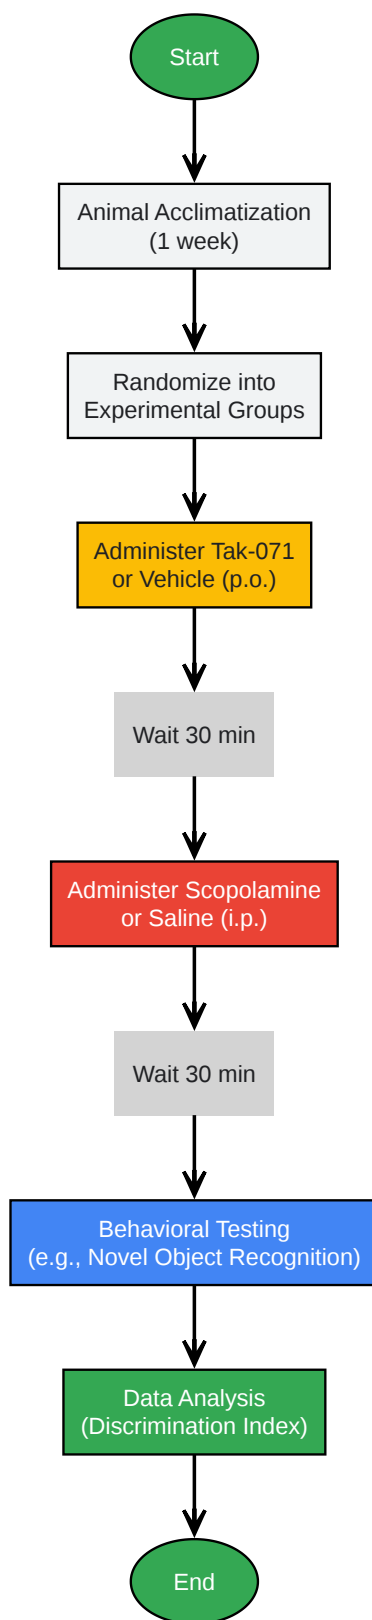 Start
Animal Acclimatization
(1 week)
Randomize into
Experimental Groups
Administer Tak-071
or Vehicle (p.o.)
Wait 30 min
Administer Scopolamine
or Saline (i.p.)
Wait 30 min
Behavioral Testing
(e.g., Novel Object Recognition)
Data Analysis
(Discrimination Index)
End